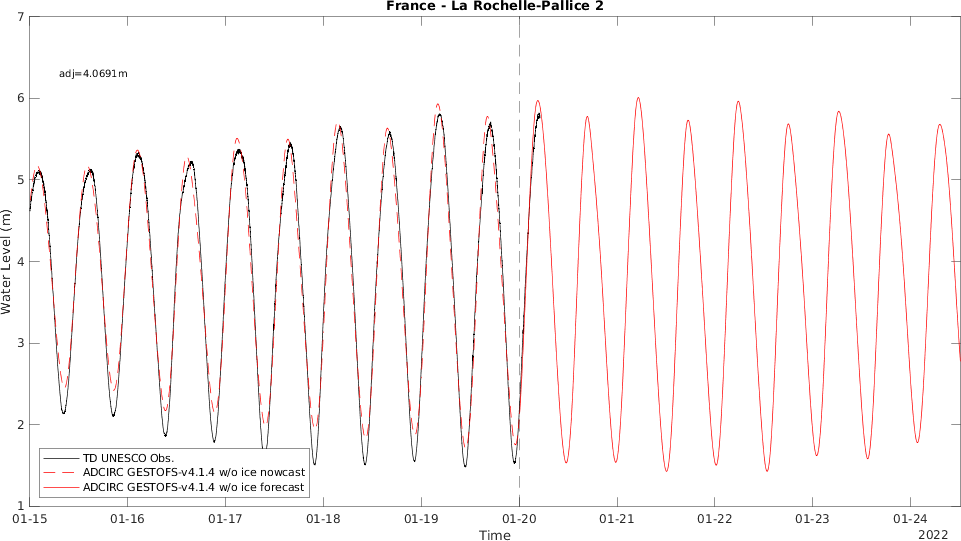 France - La Rochelle-Pallice 2
adj=4.0691m
7
6
5
4
3
2
1
Water Level (m)
TD UNESCO Obs.
ADCIRC GESTOFS-v4.1.4 w/o ice nowcast
ADCIRC GESTOFS-v4.1.4 w/o ice forecast
01-15 01-16 01-17 01-18 01-19 01-20 01-21 01-22 01-23 01-24
Time
2022